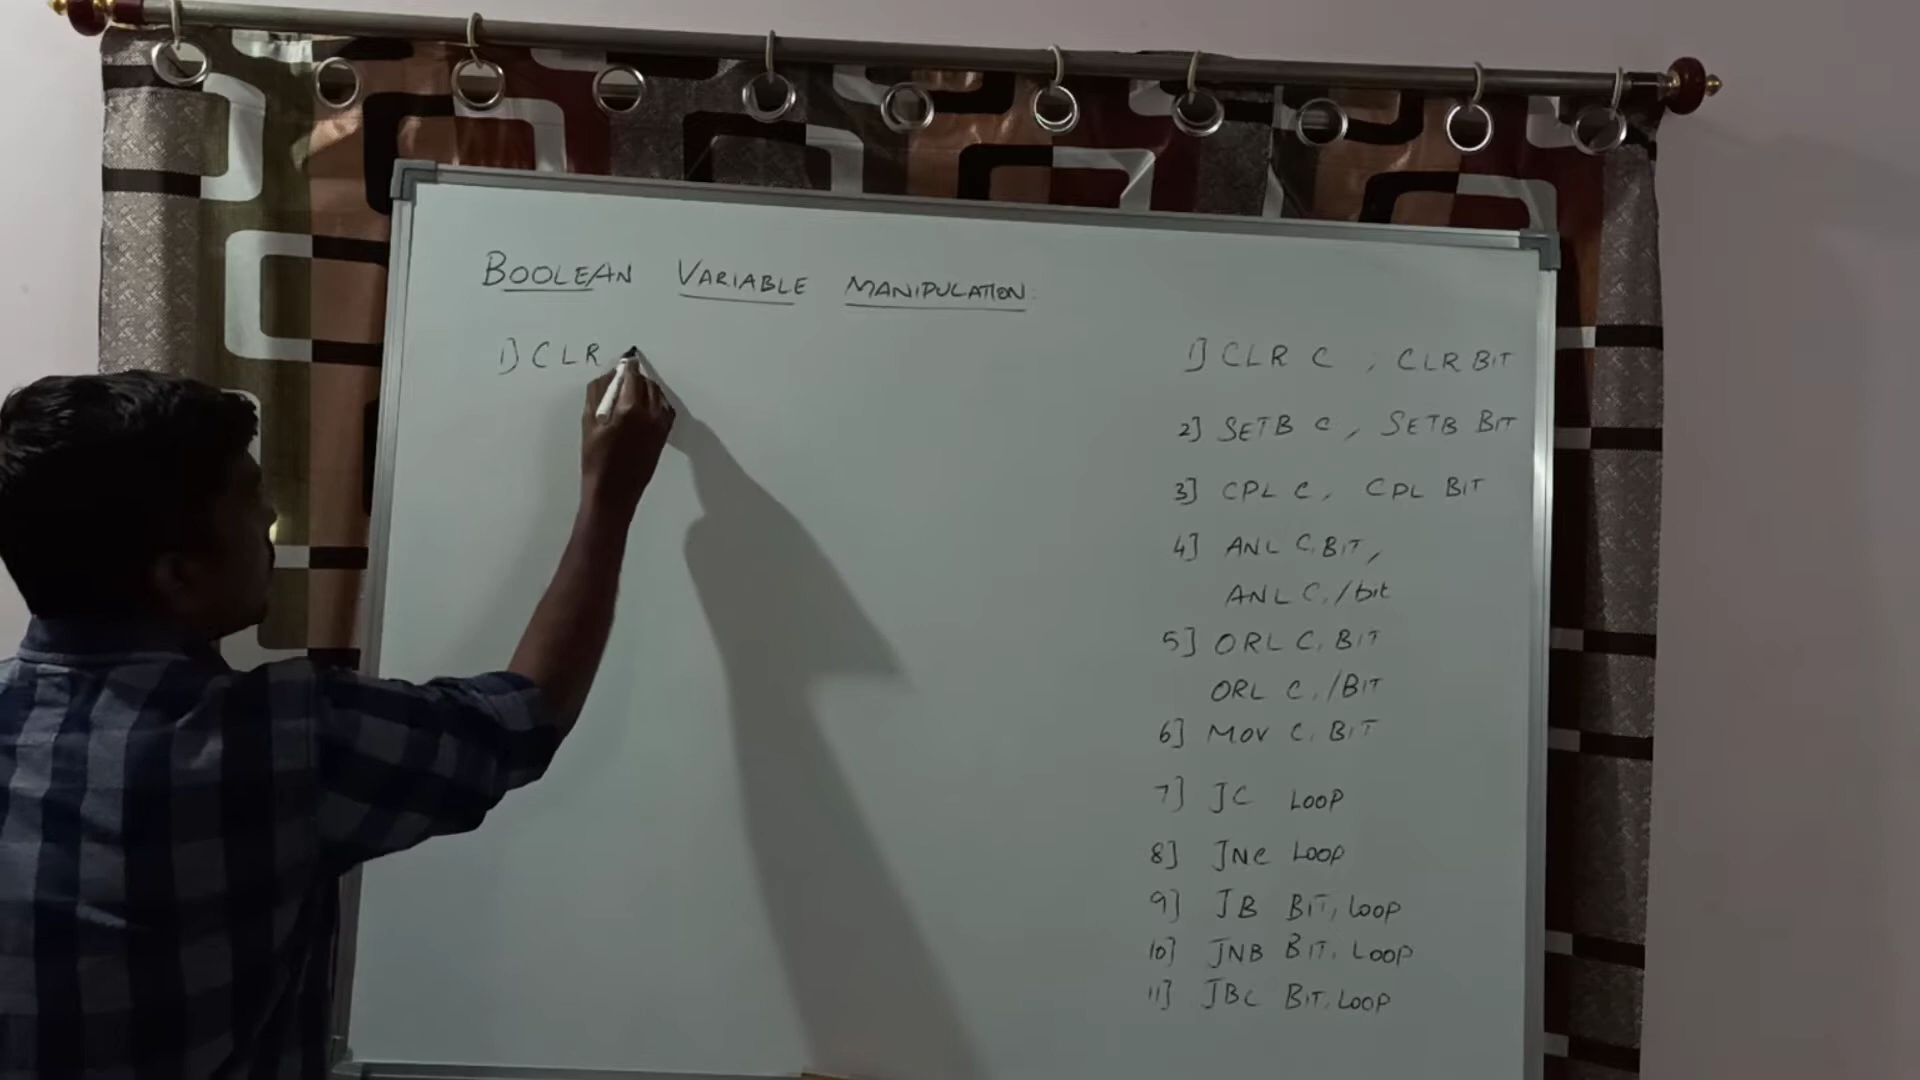 BOOLEAN VARIABLE MANIPULATION:
1] CLR
1] CLR C , CLR BIT
2] SETB C , SETB BIT
3] CPL C, CPL BIT
4] ANL C, BIT,
ANL C, /bit
5] ORL C, BIT
ORL C, /BIT
6] MOV C, BIT
7] JC LOOP
8] JNC LOOP
9] JB BIT, LOOP
10] JNB BIT, LOOP
11] JBC BIT, LOOP